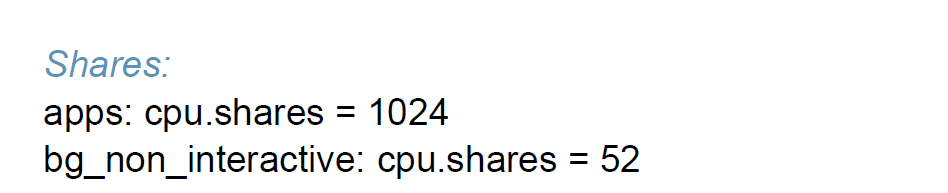 Shares:
apps: cpu.shares = 1024
bg_non_interactive: cpu.shares = 52